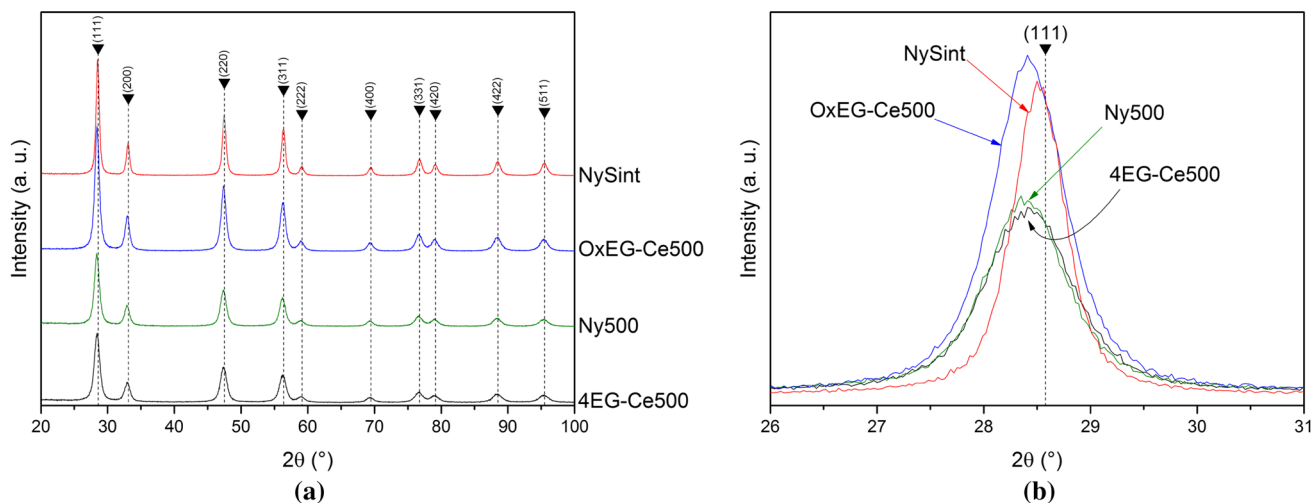 (111)
(200)
(220)
(311)
(222)
(400)
(331)
(420)
(422)
(511)
Intensity (a. u.)
NySint
OxEG-Ce500
Ny500
4EG-Ce500
20 30 40 50 60 70 80 90 100
2θ (°)
(a)
(111)
NySint
OxEG-Ce500
Ny500
4EG-Ce500
Intensity (a. u.)
26 27 28 29 30 31
2θ (°)
(b)